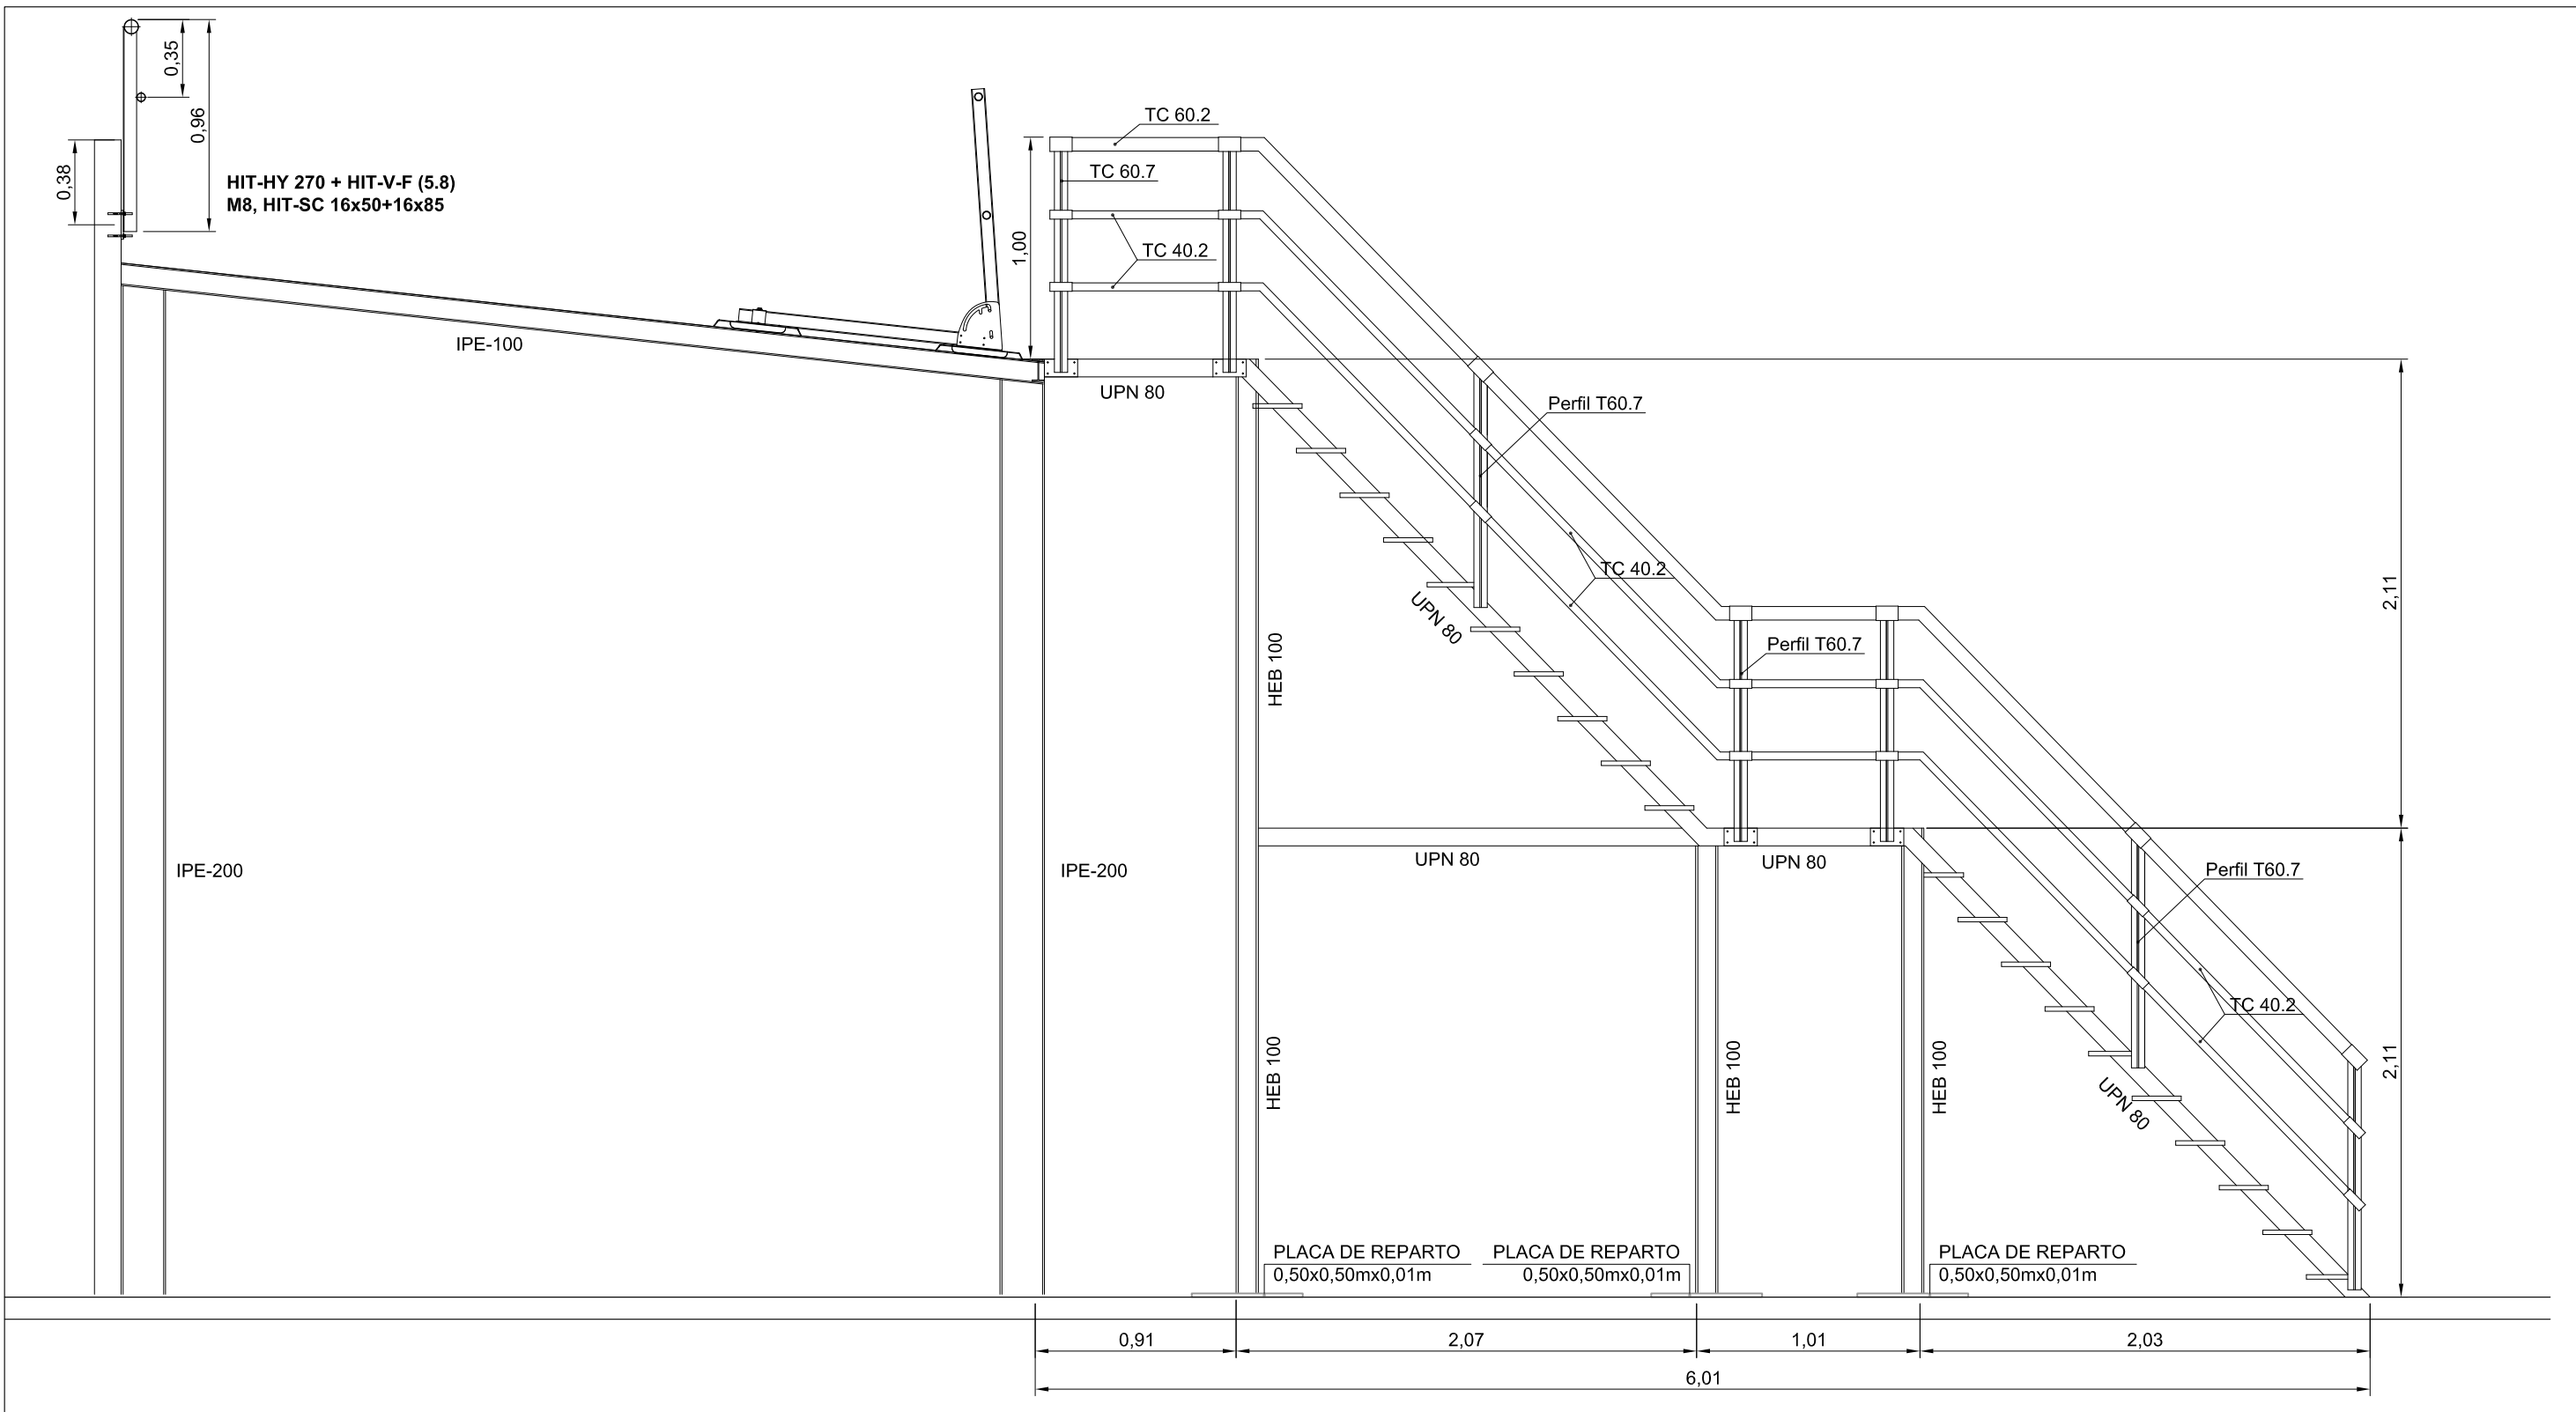 0,35
0,96
0,38
HIT-HY 270 + HIT-V-F (5.8)
M8, HIT-SC 16x50+16x85
TC 60.2
TC 60.7
TC 40.2
1,00
IPE-100
UPN 80
Perfil T60.7
TC 40.2
UPN 80
2,11
HEB 100
Perfil T60.7
UPN 80
UPN 80
IPE-200
IPE-200
Perfil T60.7
TC 40.2
HEB 100
HEB 100
HEB 100
UPN 80
2,11
PLACA DE REPARTO
0,50x0,50mx0,01m
PLACA DE REPARTO
0,50x0,50mx0,01m
PLACA DE REPARTO
0,50x0,50mx0,01m
0,91
2,07
1,01
2,03
6,01